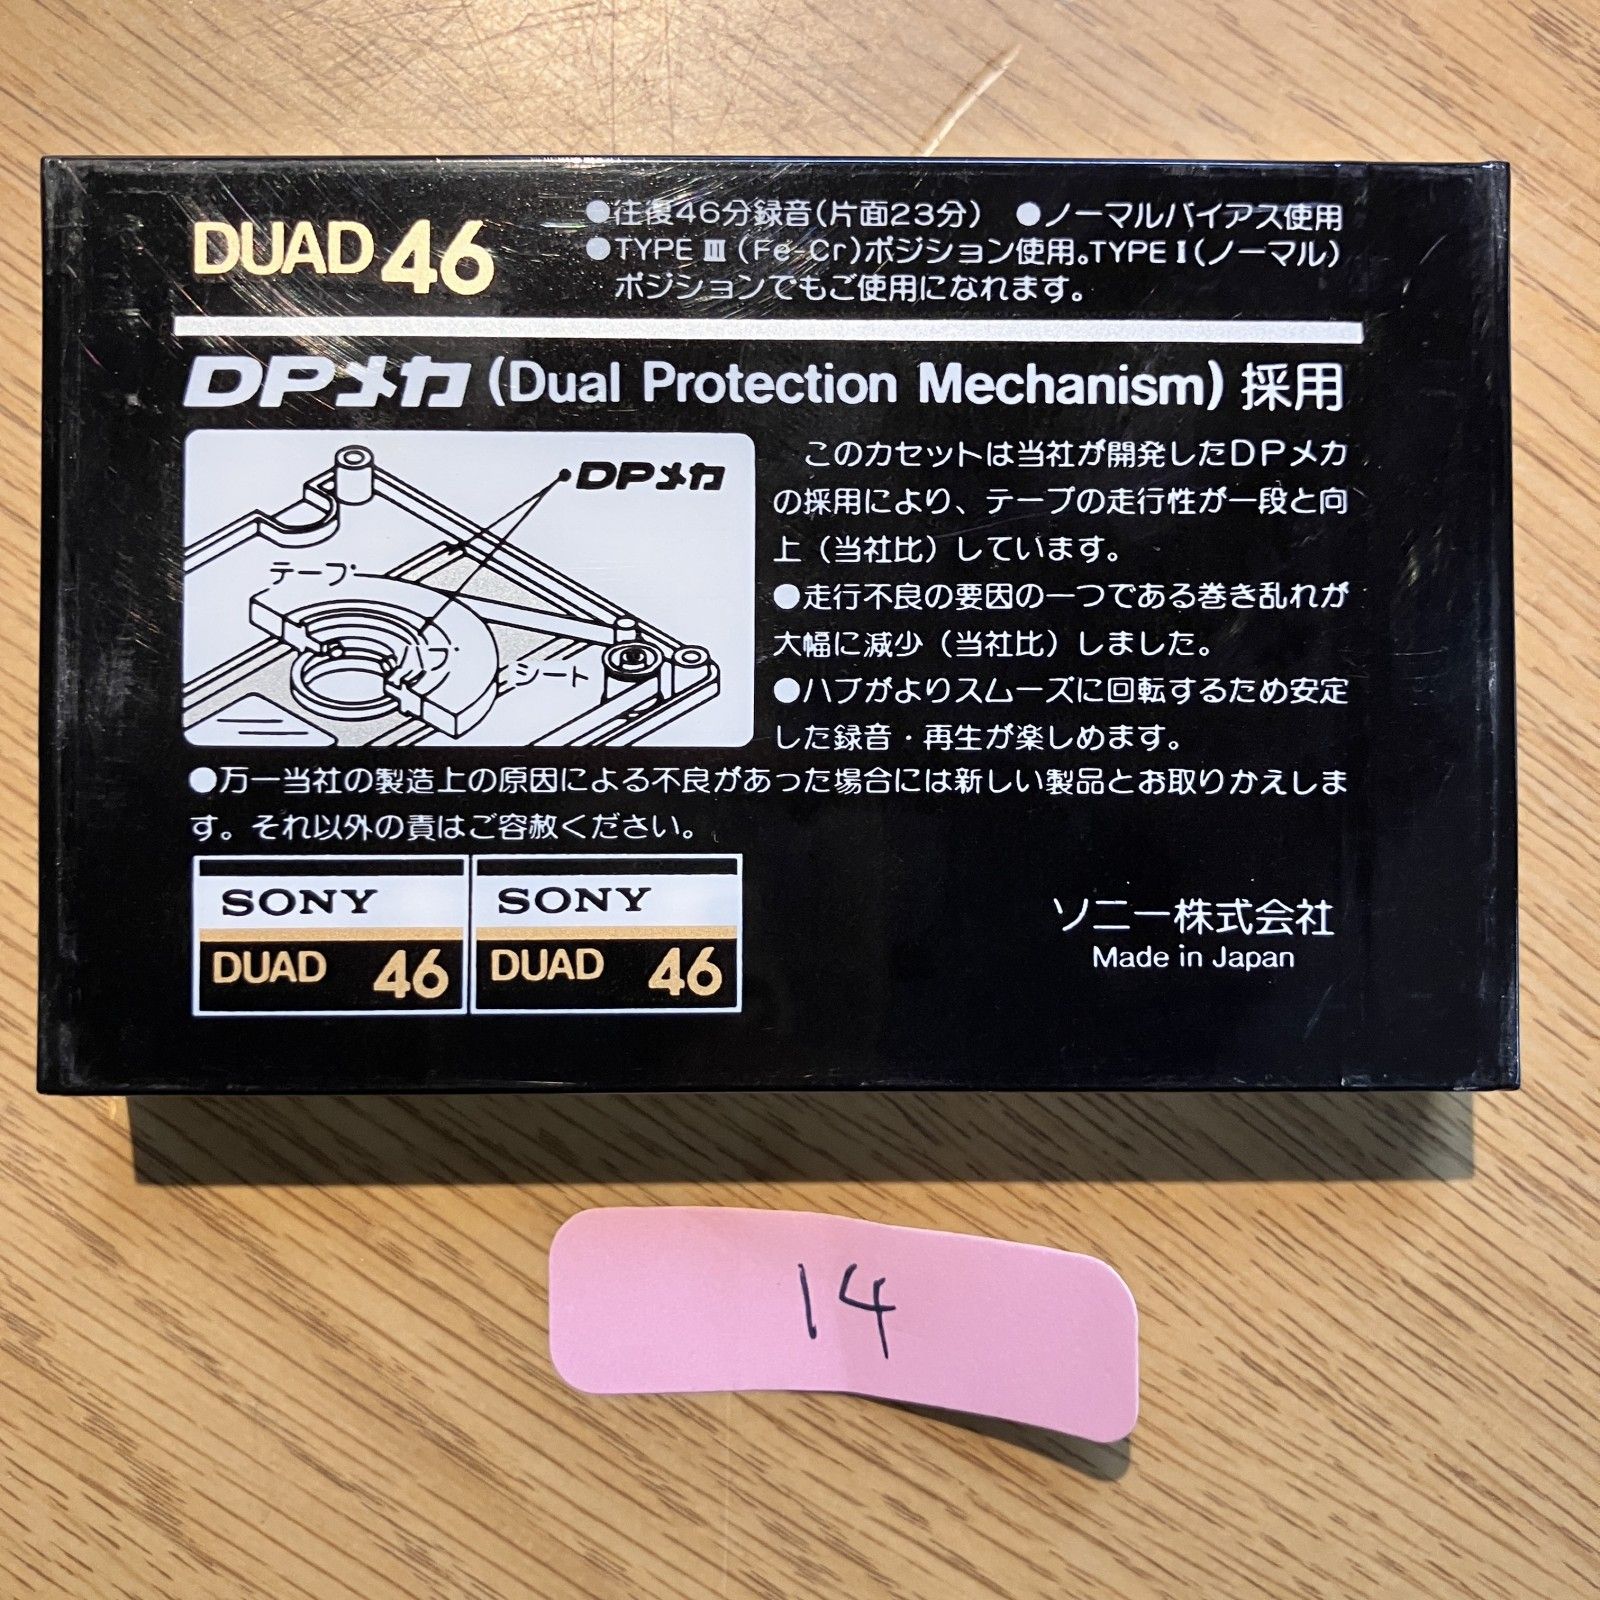 DUAD 46
●往復46分録音(片面23分) ●ノーマルバイアス使用
●TYPE Ⅲ (Fe-Cr)ポジション使用。TYPE Ⅰ(ノーマル)
ポジションでもご使用になれます。
DPメカ (Dual Protection Mechanism) 採用
DPメカ
テープ
シート
このカセットは当社が開発したDPメカ
の採用により、テープの走行性が一段と向
上（当社比）しています。
●走行不良の要因の一つである巻き乱れが
大幅に減少（当社比）しました。
●ハブがよりスムーズに回転するため安定
した録音・再生が楽しめます。
●万一当社の製造上の原因による不良があった場合には新しい製品とお取りかえしま
す。それ以外の責はご容赦ください。
SONY
DUAD 46
SONY
DUAD 46
ソニー株式会社
Made in Japan
14